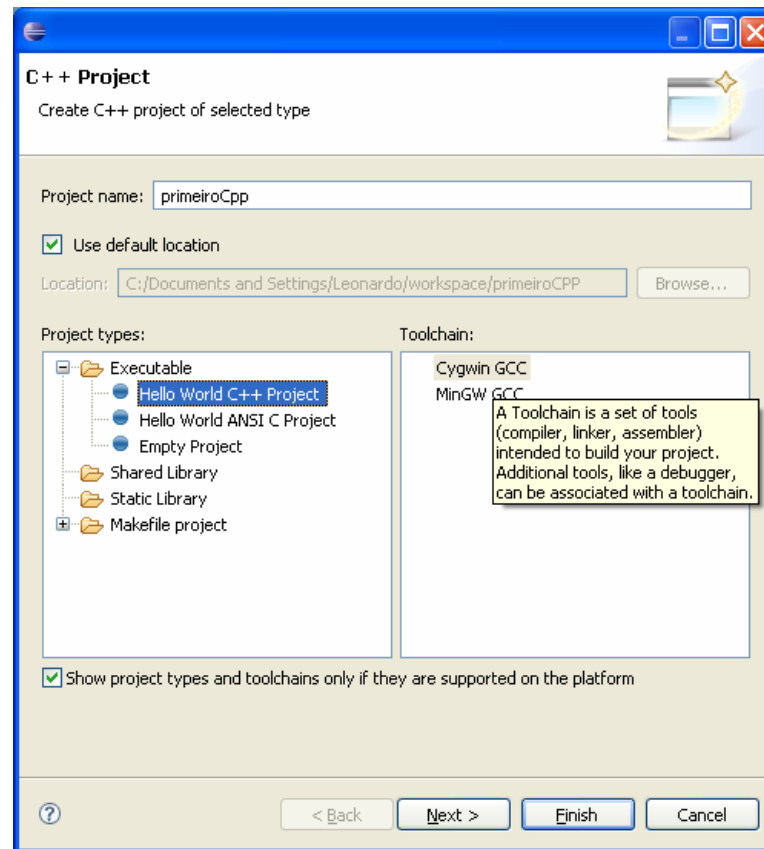 C++ Project
Create C++ project of selected type
Project name: primeiroCpp
Use default location
Location: C:/Documents and Settings/Leonardo/workspace/primeiroCPP Browse...
Project types:
Executable
Hello World C++ Project
Hello World ANSI C Project
Empty Project
Shared Library
Static Library
Makefile project
Toolchain:
Cygwin GCC
MinGW GCC
A Toolchain is a set of tools
(compiler, linker, assembler)
intended to build your project.
Additional tools, like a debugger,
can be associated with a toolchain.
Show project types and toolchains only if they are supported on the platform
? < Back Next > Finish Cancel